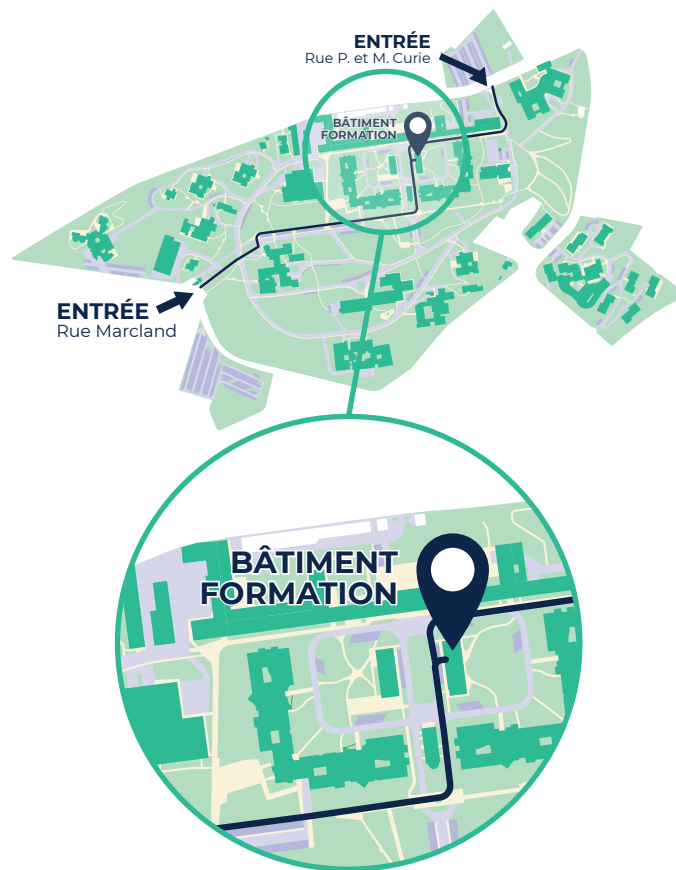 ENTRÉE
Rue P. et M. Curie
BÂTIMENT
FORMATION
ENTRÉE
Rue Marcland
BÂTIMENT
FORMATION